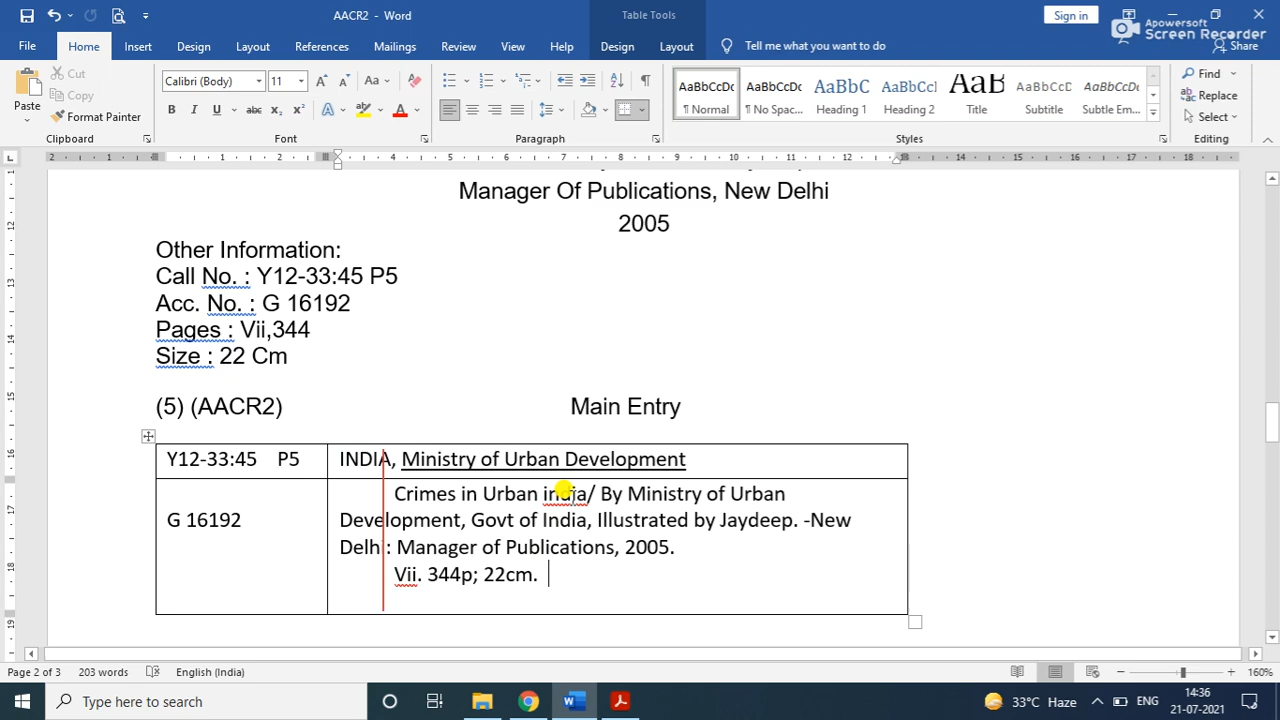 AACR2 - Word
Table Tools
Sign in
Apowersoft
Screen Recorder
File Home Insert Design Layout References Mailings Review View Help Design Layout Tell me what you want to do Share
Paste
Cut
Copy
Format Painter
Calibri (Body) 11
Clipboard
Font
Paragraph
AaBbCcDc
¶ Normal
AaBbCcDc
¶ No Spac...
AaBbC
Heading 1
AaBbCcl
Heading 2
AaB
Title
AaBbCcD
Subtitle
AaBbCcD
Subtle Em...
Styles
Find
Replace
Select
Editing
Manager Of Publications, New Delhi
2005
Other Information:
Call No. : Y12-33:45 P5
Acc. No. : G 16192
Pages : Vii,344
Size : 22 Cm
(5) (AACR2) Main Entry
Y12-33:45 P5 INDIA, Ministry of Urban Development
Crimes in Urban india/ By Ministry of Urban
G 16192 Development, Govt of India, Illustrated by Jaydeep. -New
Delhi: Manager of Publications, 2005.
Vii. 344p; 22cm.
Page 2 of 3 203 words English (India) 160%
Type here to search
33°C Haze ENG 14:36
21-07-2021